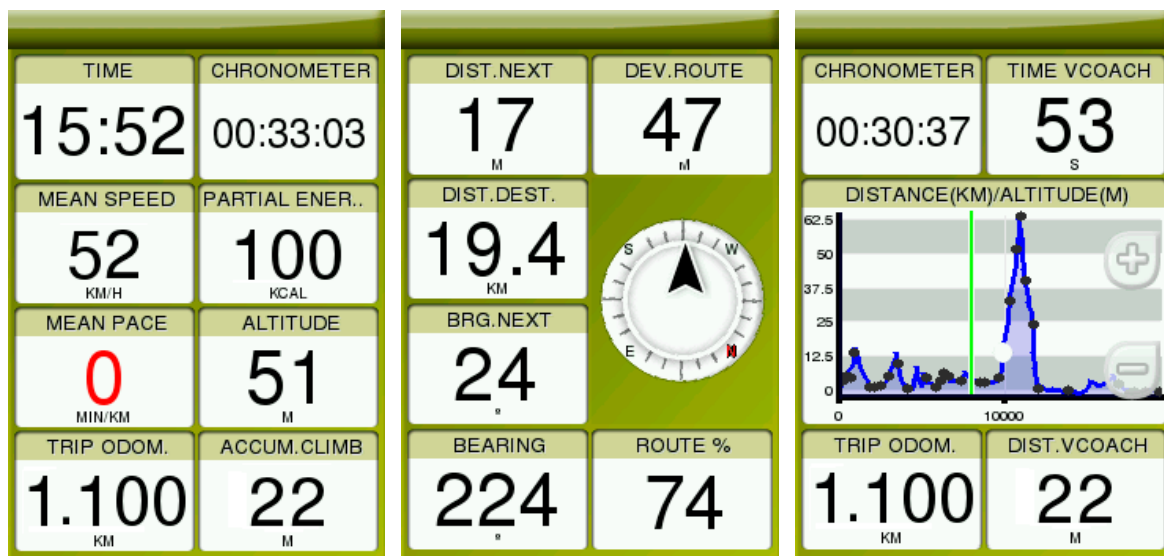 TIME
CHRONOMETER
15:52
00:33:03
MEAN SPEED
PARTIAL ENER..
52
KM/H
100
KCAL
MEAN PACE
ALTITUDE
0
MIN/KM
51
M
TRIP ODOM.
ACCUM.CLIMB
1.100
KM
22
M
DIST.NEXT
DEV.ROUTE
17
M
47
M
DIST.DEST.
19.4
KM
S
W
E
N
BRG.NEXT
24
°
BEARING
ROUTE %
224
°
74
CHRONOMETER
TIME VCOACH
00:30:37
53
S
DISTANCE(KM)/ALTITUDE(M)
62.5
50
37.5
25
12.5
0
0
10000
TRIP ODOM.
DIST.VCOACH
1.100
KM
22
M